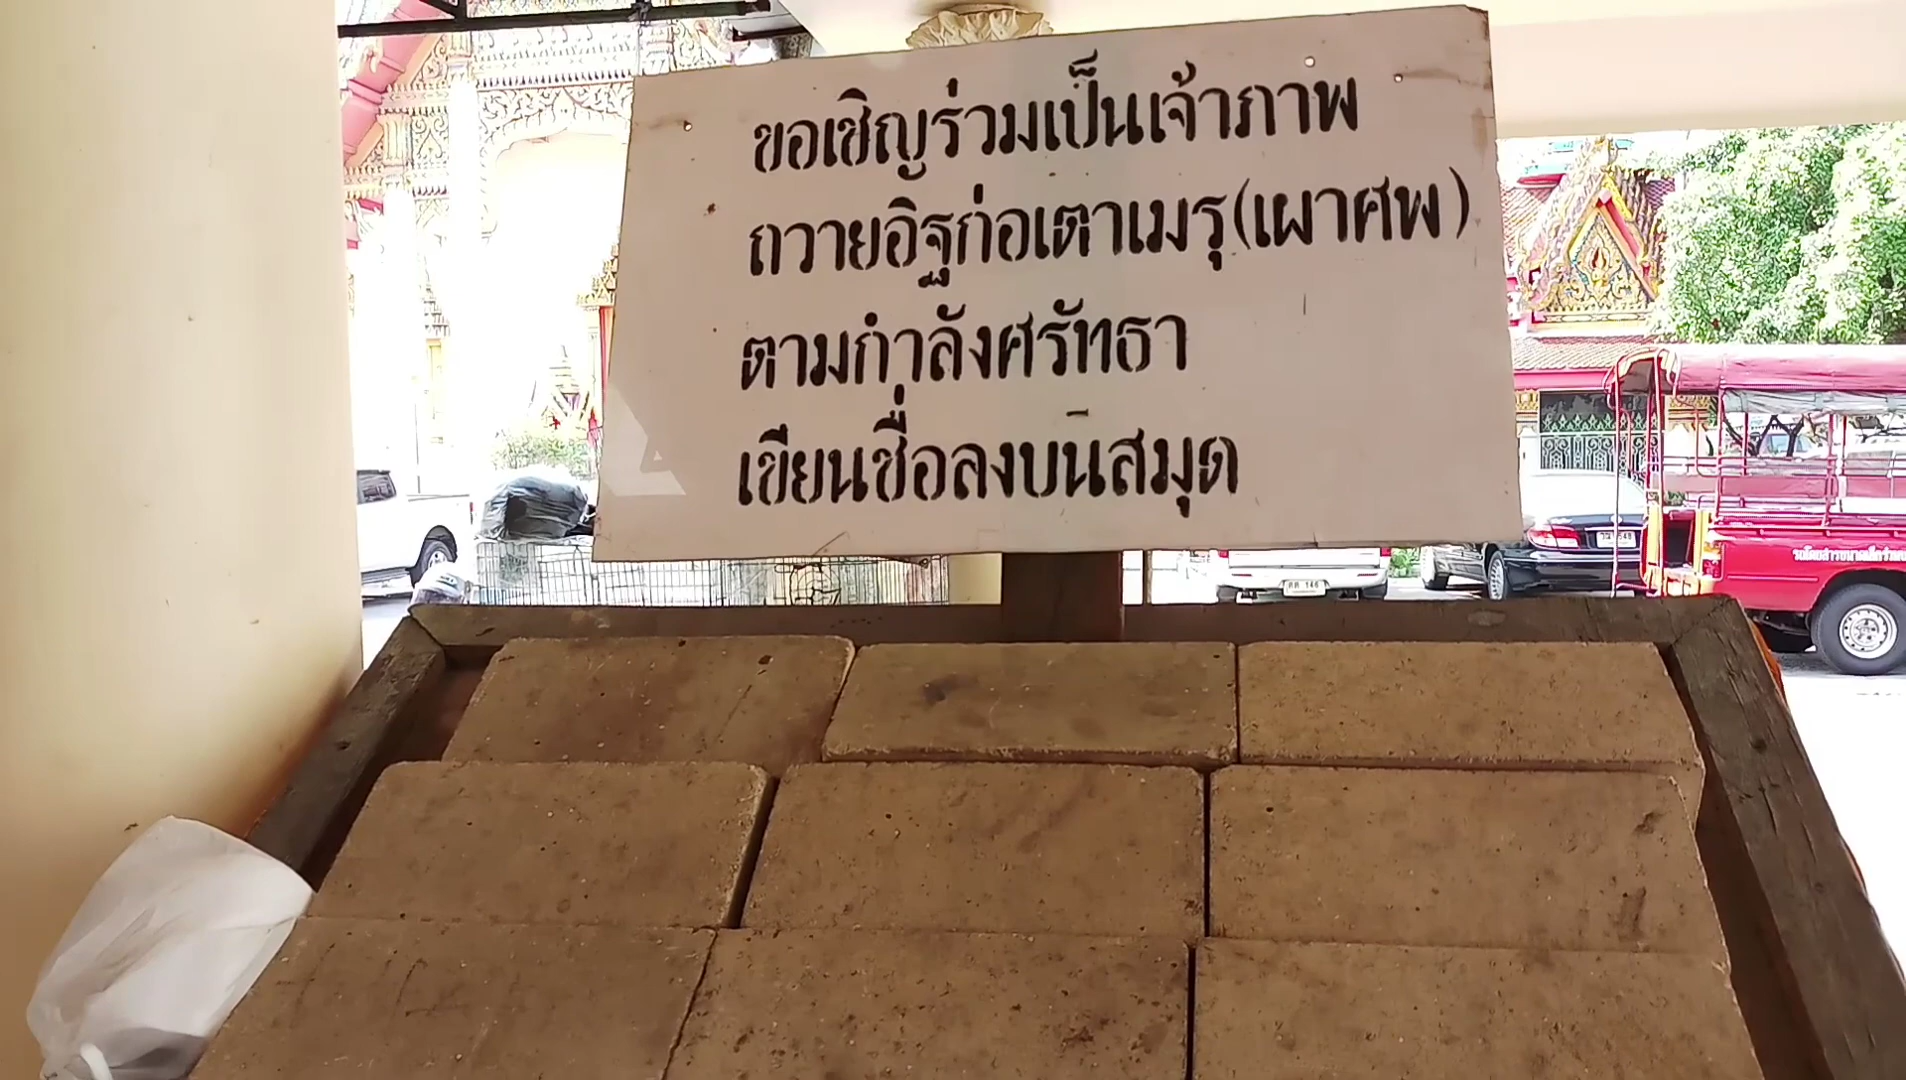 ขอเชิญร่วมเป็นเจ้าภาพ
ถวายอิฐก่อเตาเมรุ(เผาศพ)
ตามกำลังศรัทธา
เขียนชื่อลงบนสมุด